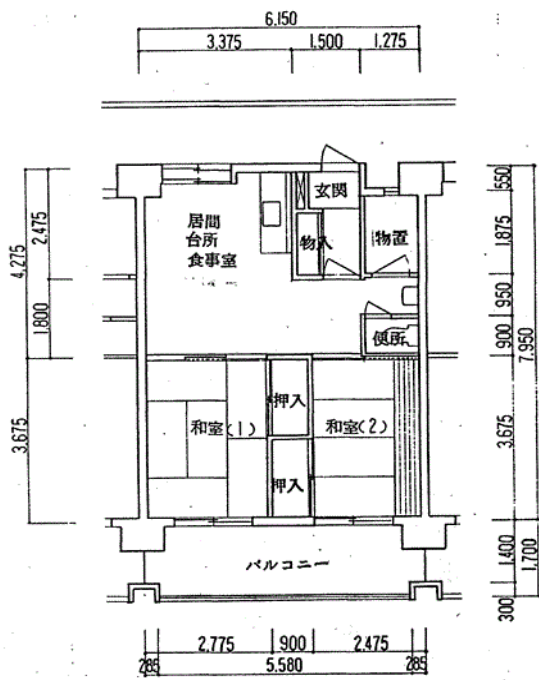 6,150
3,375
1,500
1,275
玄関
居間
台所
食事室
物入
物置
便所
押入
和室(1)
和室(2)
押入
バルコニー
2,475
4,275
1,800
3,675
550
1,875
950
900
7,950
3,675
1,400
1,700
300
2,775
900
2,475
285
5,580
285